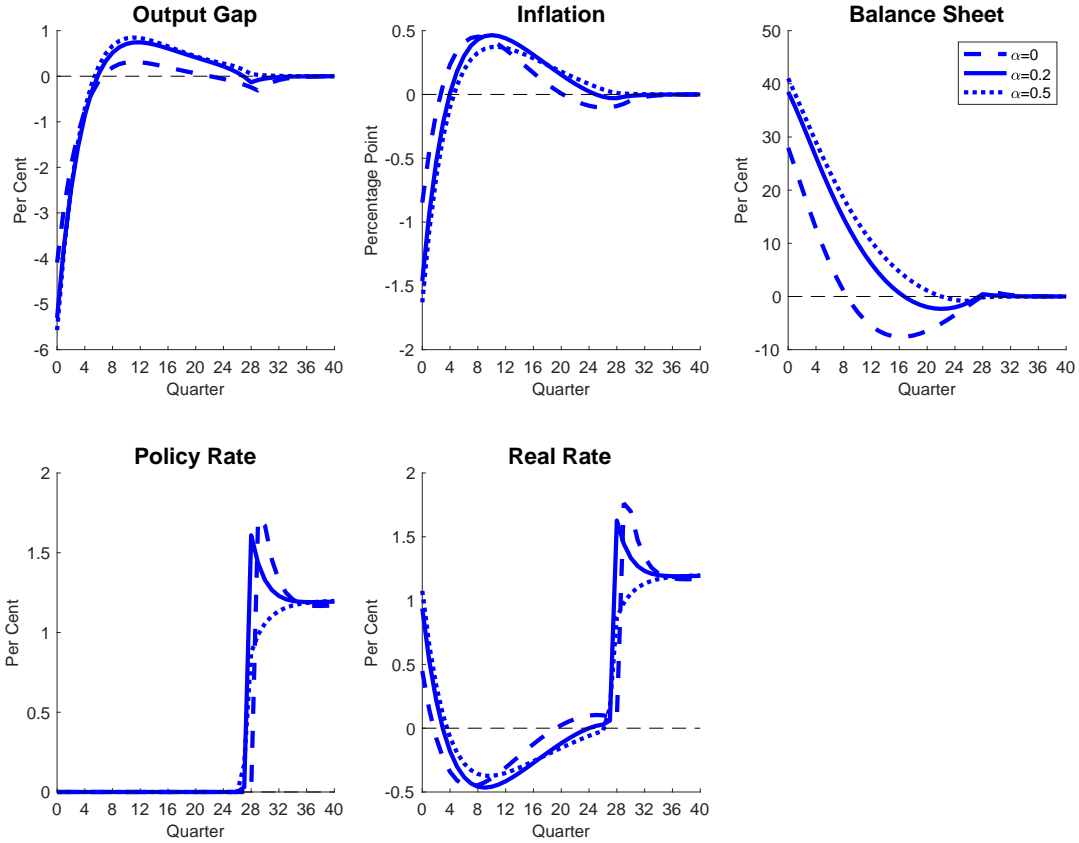 Output Gap
Per Cent
1
0
-1
-2
-3
-4
-5
-6
0 4 8 12 16 20 24 28 32 36 40
Quarter
Inflation
Percentage Point
0.5
0
-0.5
-1
-1.5
-2
0 4 8 12 16 20 24 28 32 36 40
Quarter
Balance Sheet
Per Cent
50
40
30
20
10
0
-10
0 4 8 12 16 20 24 28 32 36 40
Quarter
α=0
α=0.2
α=0.5
Policy Rate
Per Cent
2
1.5
1
0.5
0
0 4 8 12 16 20 24 28 32 36 40
Quarter
Real Rate
Per Cent
2
1.5
1
0.5
0
-0.5
0 4 8 12 16 20 24 28 32 36 40
Quarter